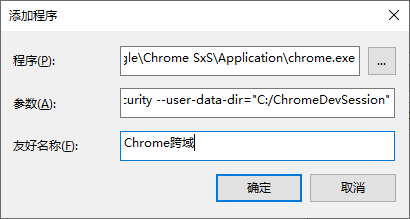 添加程序
程序(P):
gle\Chrome SxS\Application\chrome.exe
...
参数(A):
curity --user-data-dir="C:/ChromeDevSession"
友好名称(F):
Chrome跨域
确定
取消